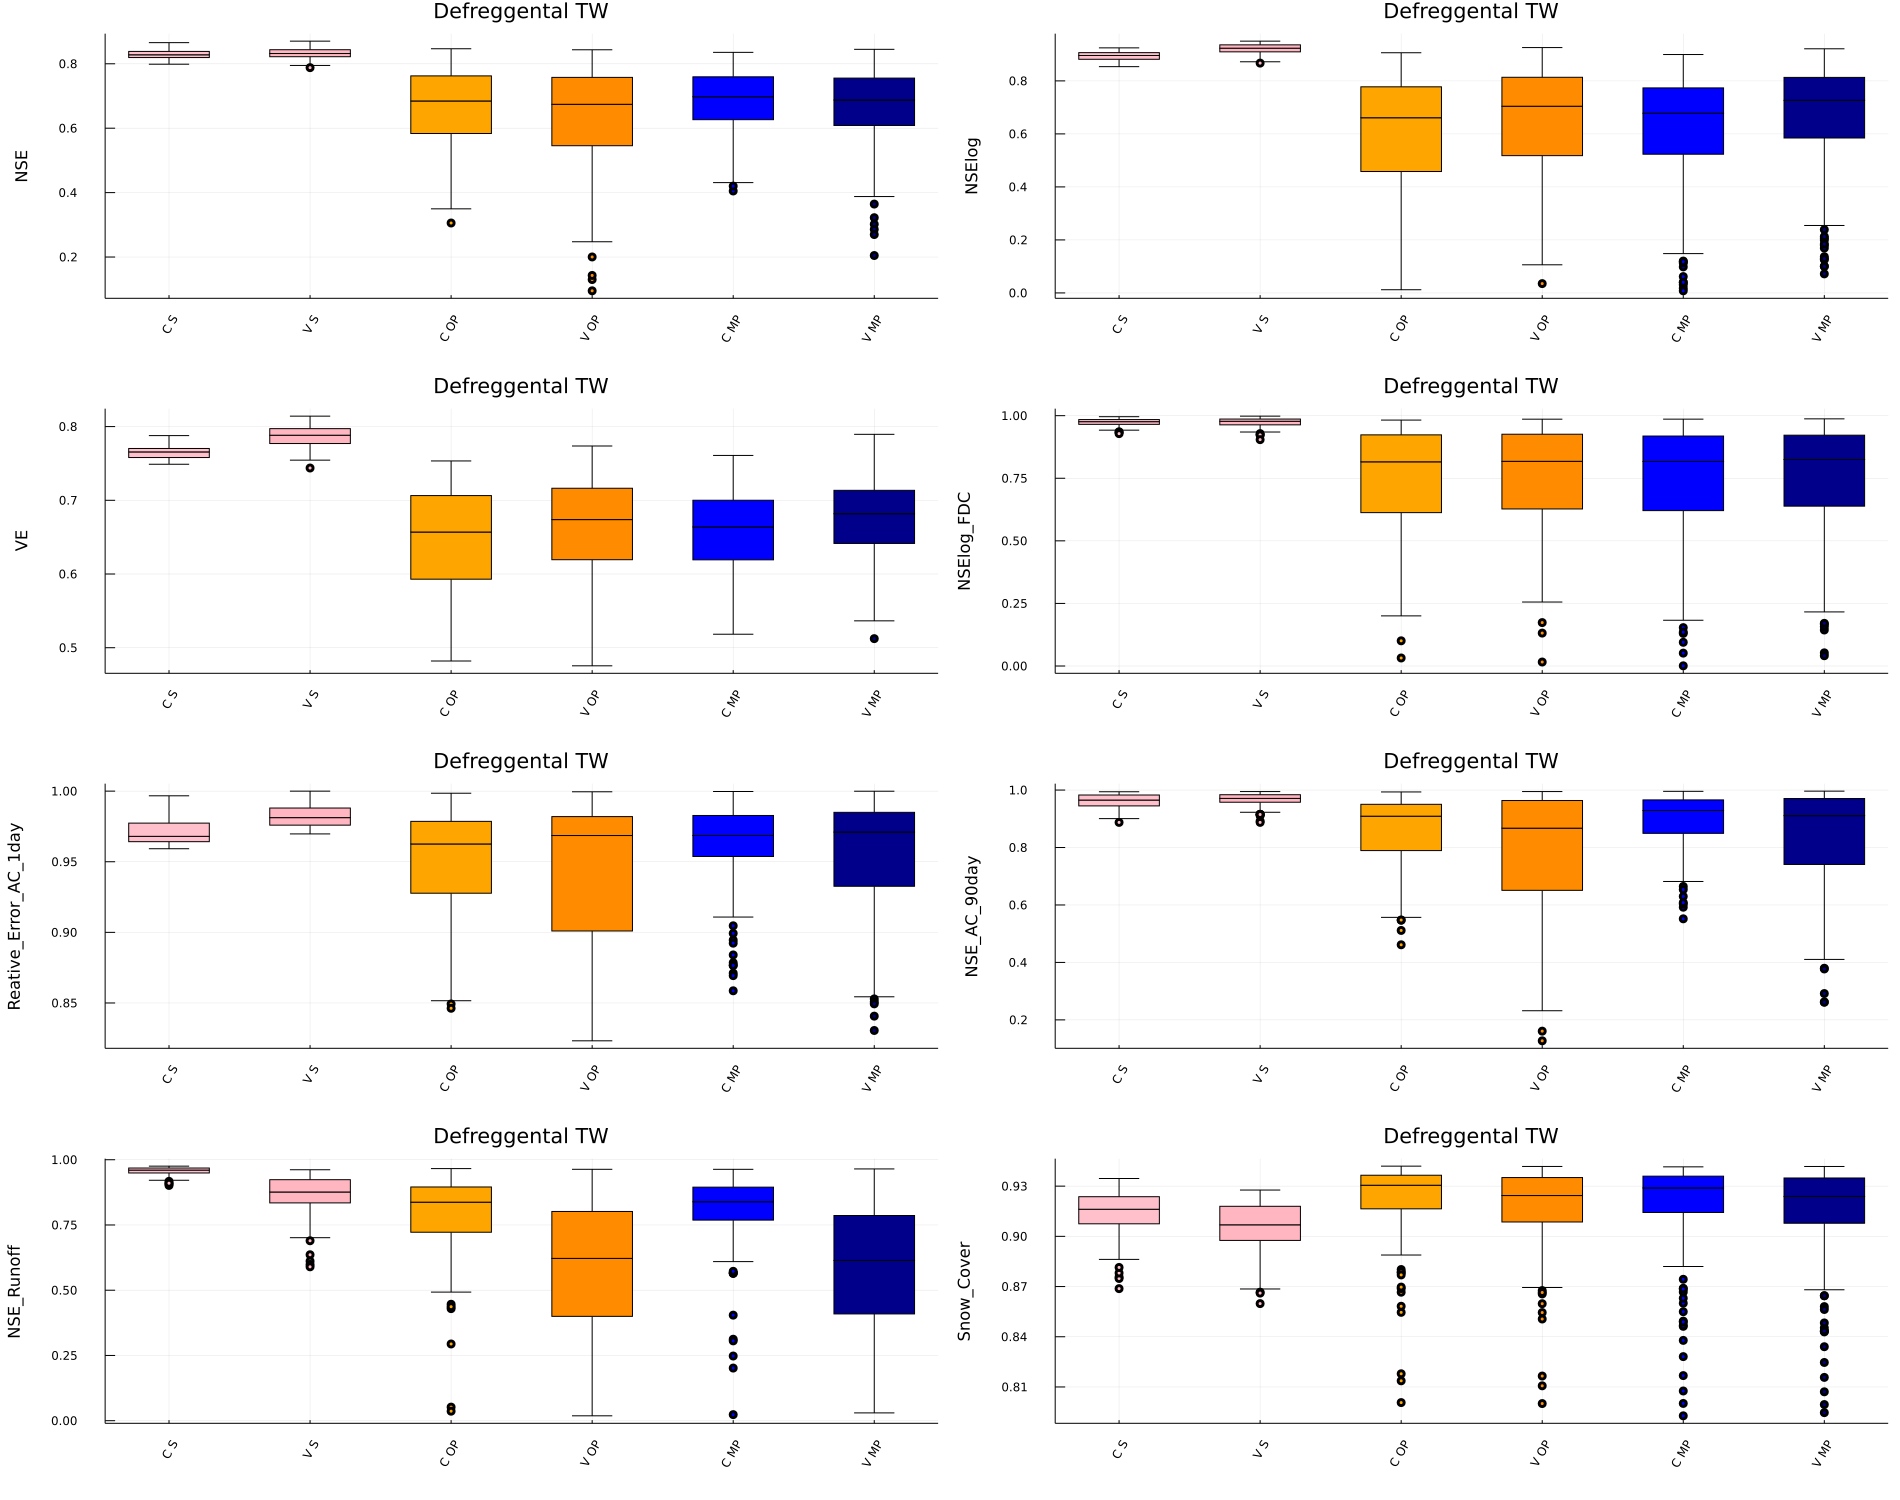 Defreggental TW
NSE
0.8
0.6
0.4
0.2
C S
V S
C OP
V OP
C MP
V MP
Defreggental TW
NSElog
0.8
0.6
0.4
0.2
0.0
C S
V S
C OP
V OP
C MP
V MP
Defreggental TW
VE
0.8
0.7
0.6
0.5
C S
V S
C OP
V OP
C MP
V MP
Defreggental TW
NSElog_FDC
1.00
0.75
0.50
0.25
0.00
C S
V S
C OP
V OP
C MP
V MP
Defreggental TW
Reative_Error_AC_1day
1.00
0.95
0.90
0.85
C S
V S
C OP
V OP
C MP
V MP
Defreggental TW
NSE_AC_90day
1.0
0.8
0.6
0.4
0.2
C S
V S
C OP
V OP
C MP
V MP
Defreggental TW
NSE_Runoff
1.00
0.75
0.50
0.25
0.00
C S
V S
C OP
V OP
C MP
V MP
Defreggental TW
Snow_Cover
0.93
0.90
0.87
0.84
0.81
C S
V S
C OP
V OP
C MP
V MP